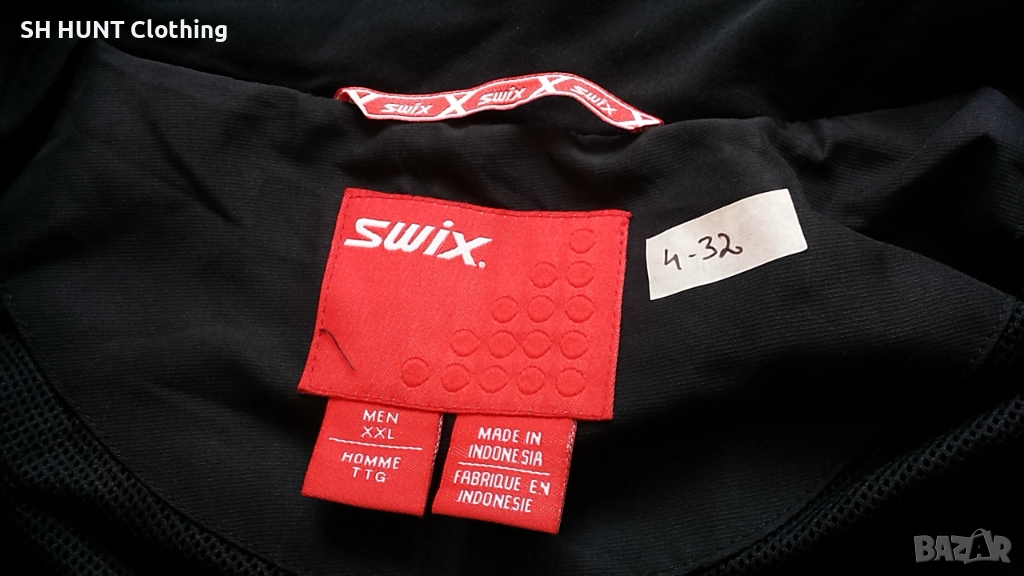 SH HUNT Clothing
SWIX SWIX SWIX
SWIX.
4-32
MEN
XXL
HOMME
TTG
MADE IN
INDONESIA
FABRIQUE EN
INDONESIE
BAZAR